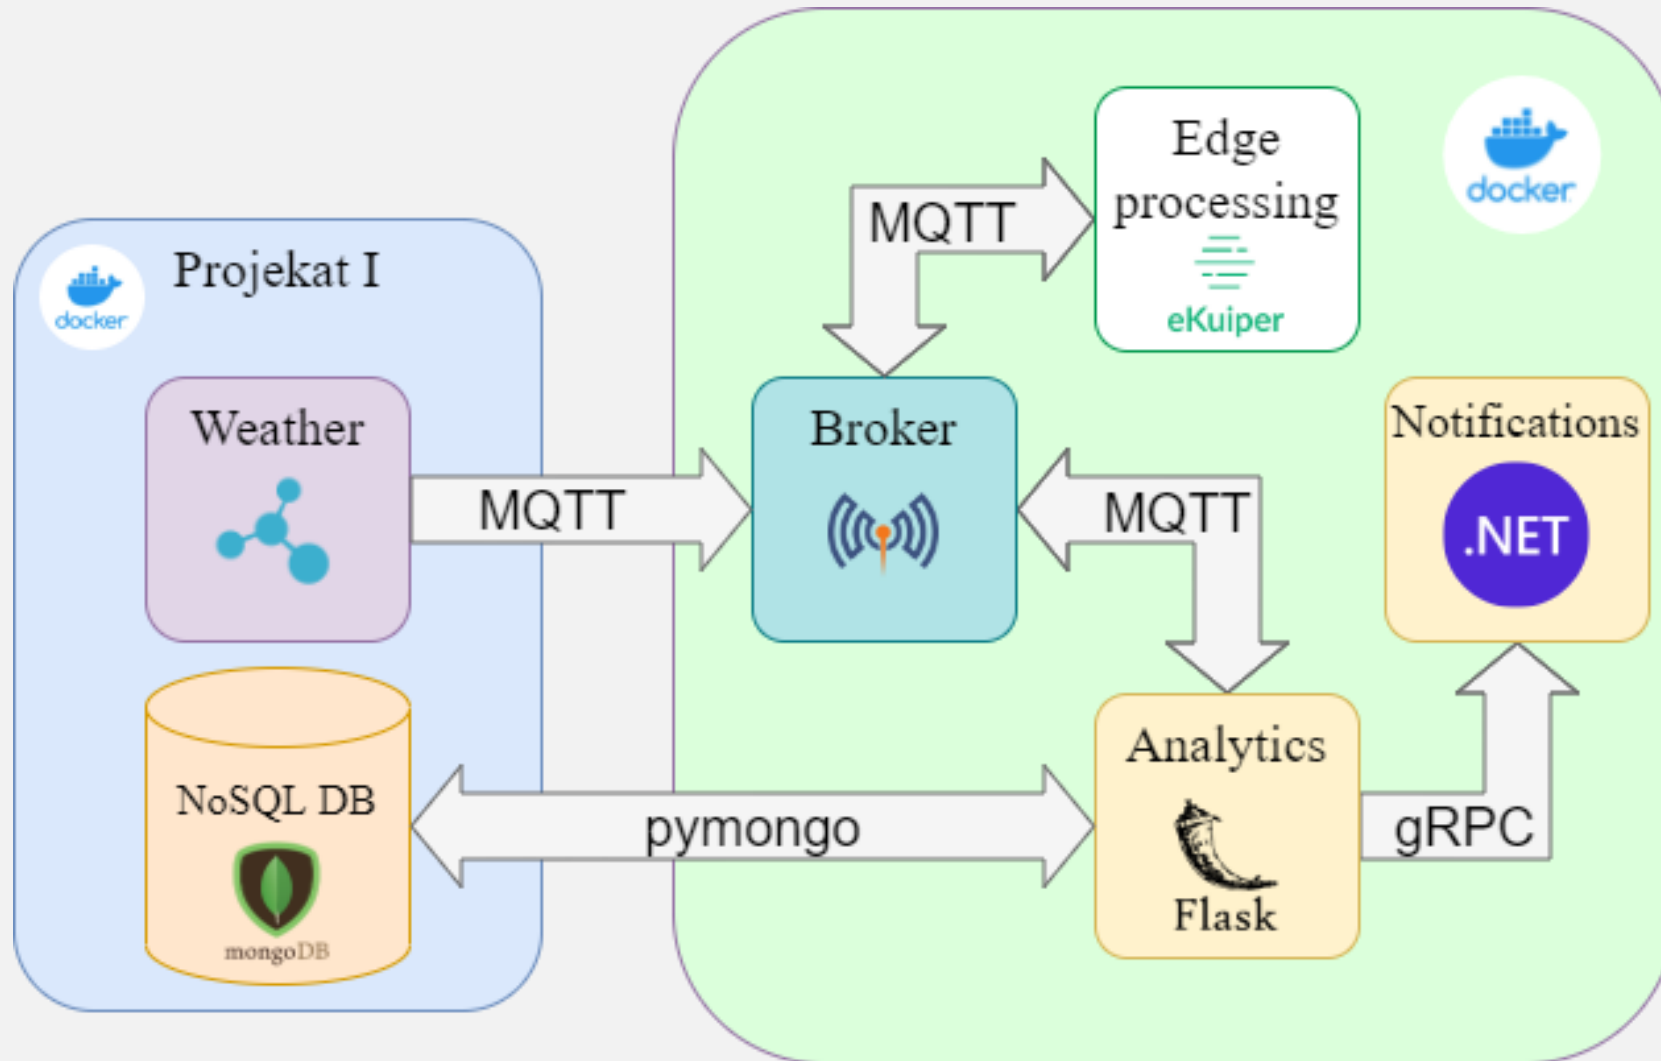 docker
Projekat I
Weather
MQTT
NoSQL DB
mongoDB
pymongo
docker
Edge
processing
eKuiper
MQTT
Broker
MQTT
Notifications
.NET
Analytics
Flask
gRPC